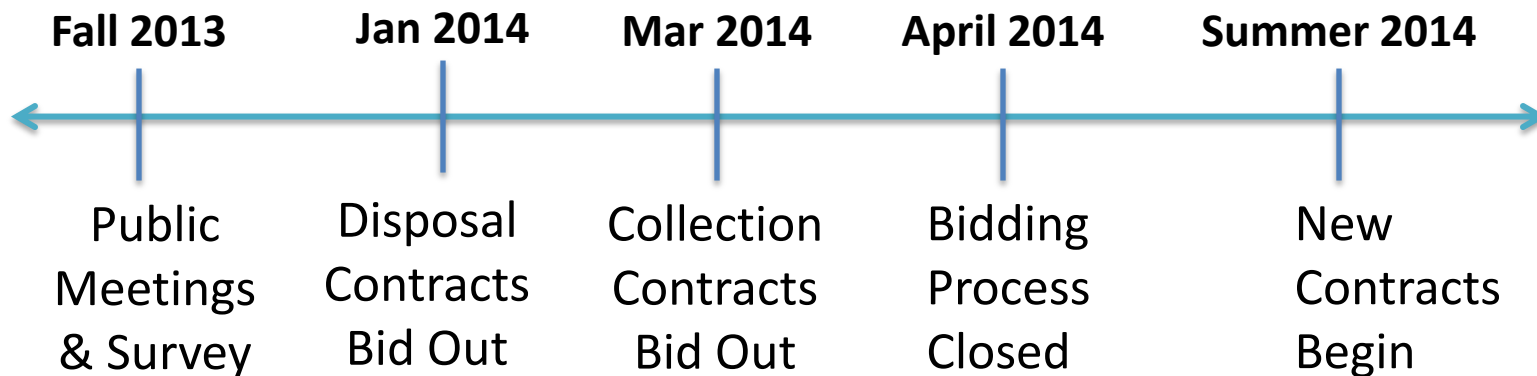 Fall 2013
Jan 2014
Mar 2014
April 2014
Summer 2014
Public
Meetings
& Survey
Disposal
Contracts
Bid Out
Collection
Contracts
Bid Out
Bidding
Process
Closed
New
Contracts
Begin